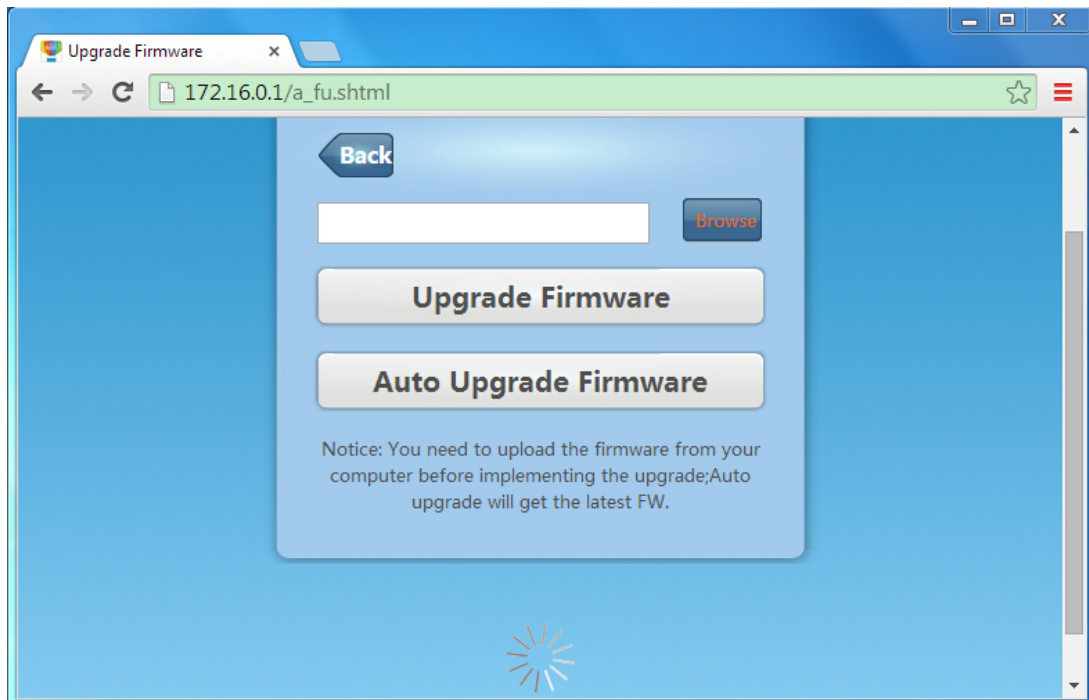 Upgrade Firmware
172.16.0.1/a_fu.shtml
Back
Browse
Upgrade Firmware
Auto Upgrade Firmware
Notice: You need to upload the firmware from your
computer before implementing the upgrade;Auto
upgrade will get the latest FW.